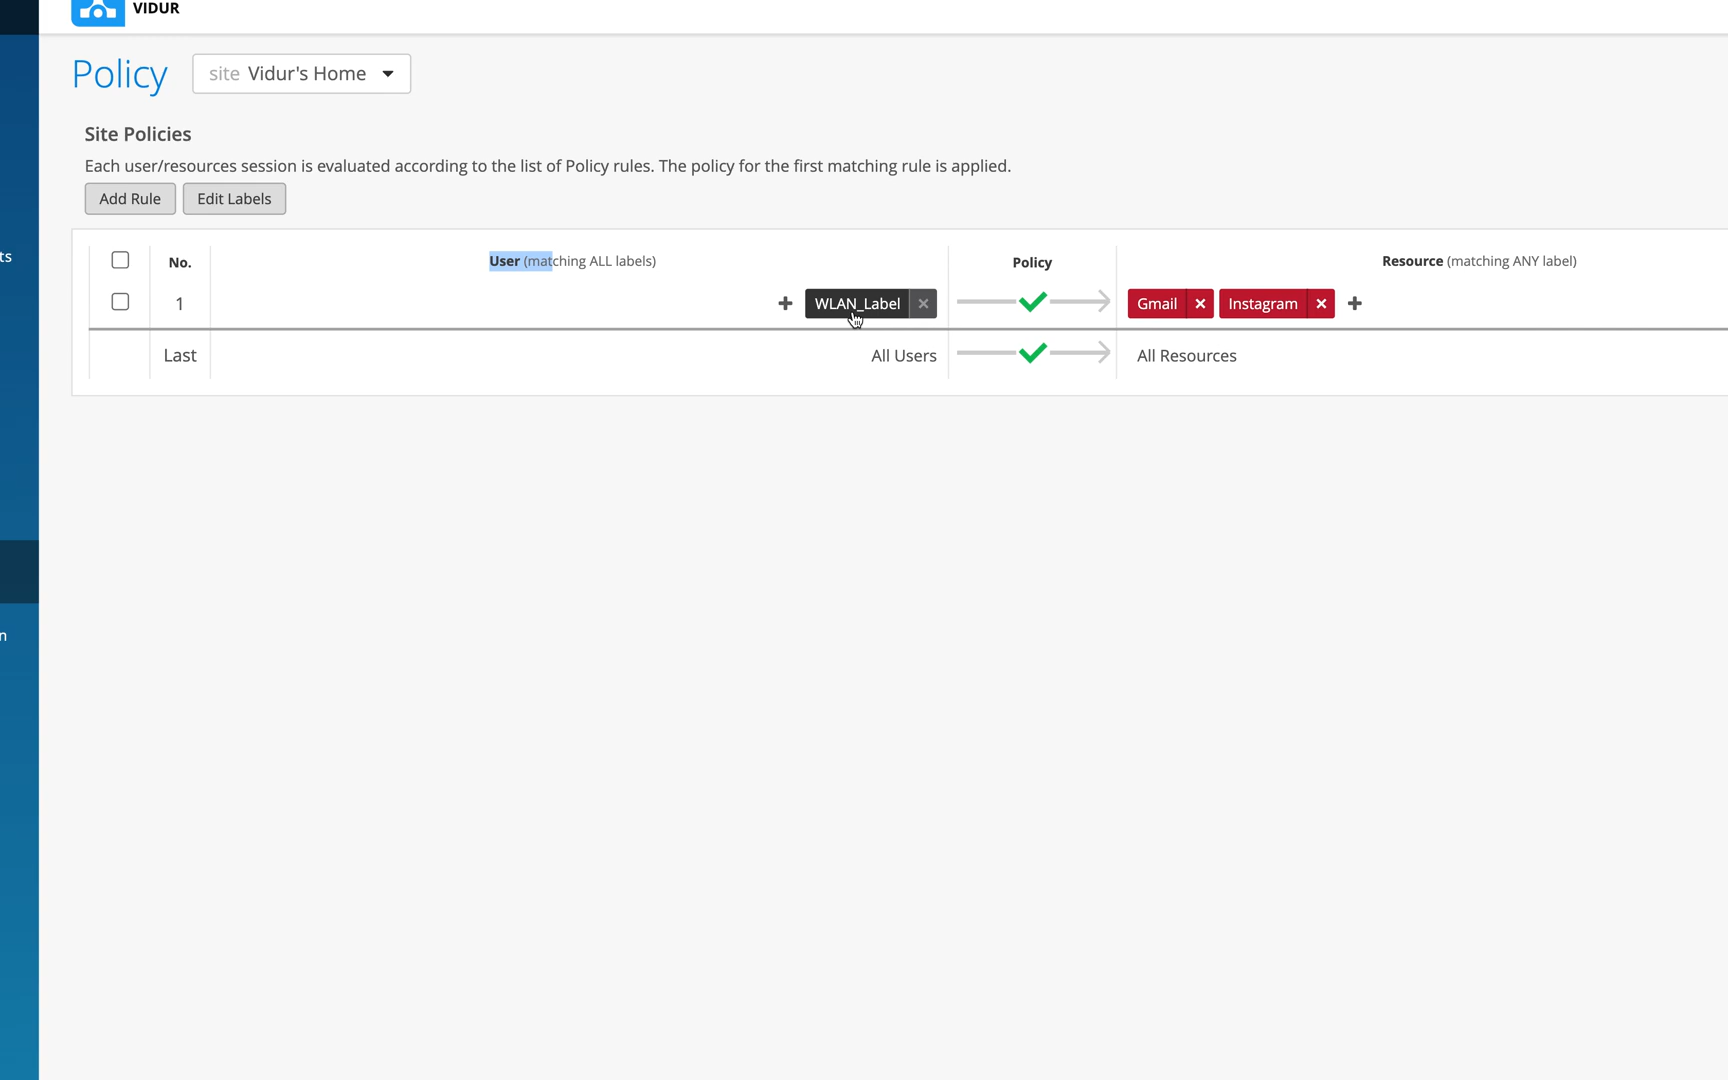 VIDUR
Policy site Vidur's Home
Site Policies
Each user/resources session is evaluated according to the list of Policy rules. The policy for the first matching rule is applied.
Add Rule Edit Labels
ts
No. User (matching ALL labels) Policy Resource (matching ANY label)
1 + WLAN_Label × Gmail × Instagram × +
Last All Users All Resources
n